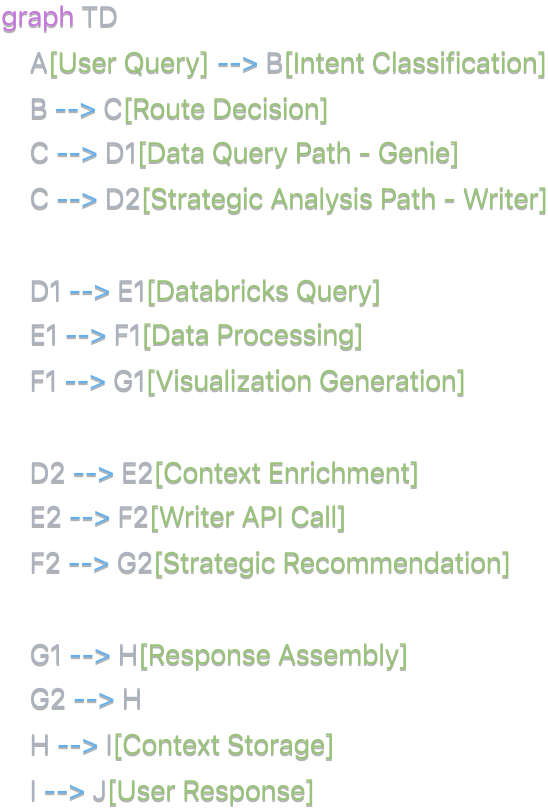 graph TD
A[User Query] --> B[Intent Classification]
B --> C[Route Decision]
C --> D1[Data Query Path - Genie]
C --> D2[Strategic Analysis Path - Writer]
D1 --> E1[Databricks Query]
E1 --> F1[Data Processing]
F1 --> G1[Visualization Generation]
D2 --> E2[Context Enrichment]
E2 --> F2[Writer API Call]
F2 --> G2[Strategic Recommendation]
G1 --> H[Response Assembly]
G2 --> H
H --> I[Context Storage]
I --> J[User Response]